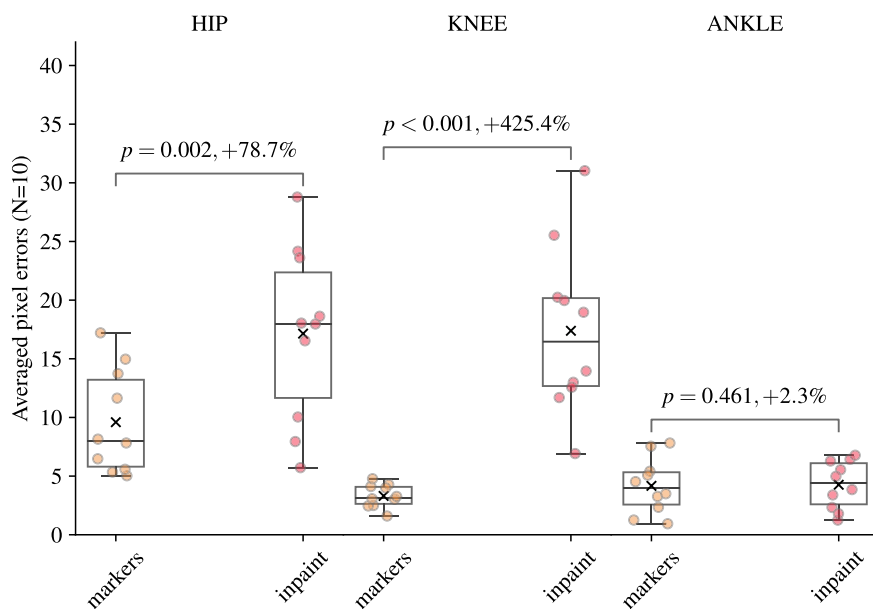 HIP KNEE ANKLE
Averaged pixel errors (N=10)
40
35
30
25
20
15
10
5
0
p = 0.002, +78.7%
p < 0.001, +425.4%
p = 0.461, +2.3%
markers inpaint markers inpaint markers inpaint